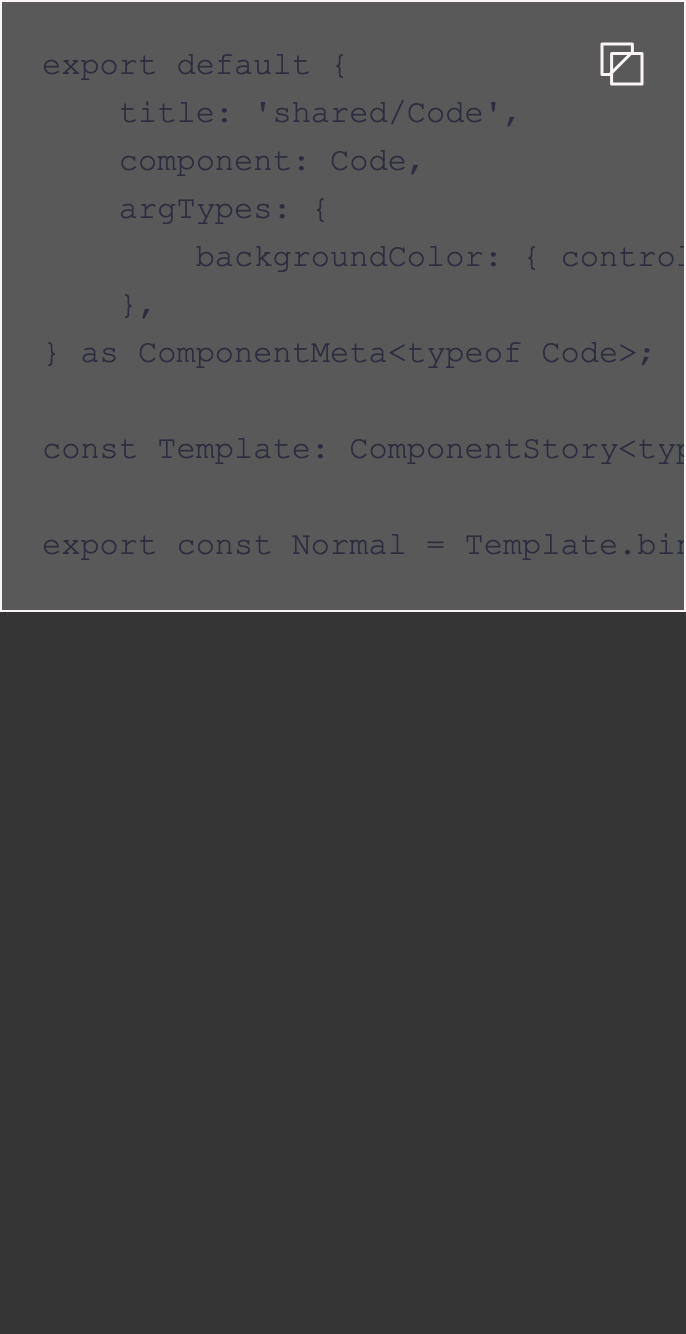 export default {
    title: 'shared/Code',
    component: Code,
    argTypes: {
        backgroundColor: { control
    },
} as ComponentMeta<typeof Code>;
const Template: ComponentStory<typ
export const Normal = Template.bin